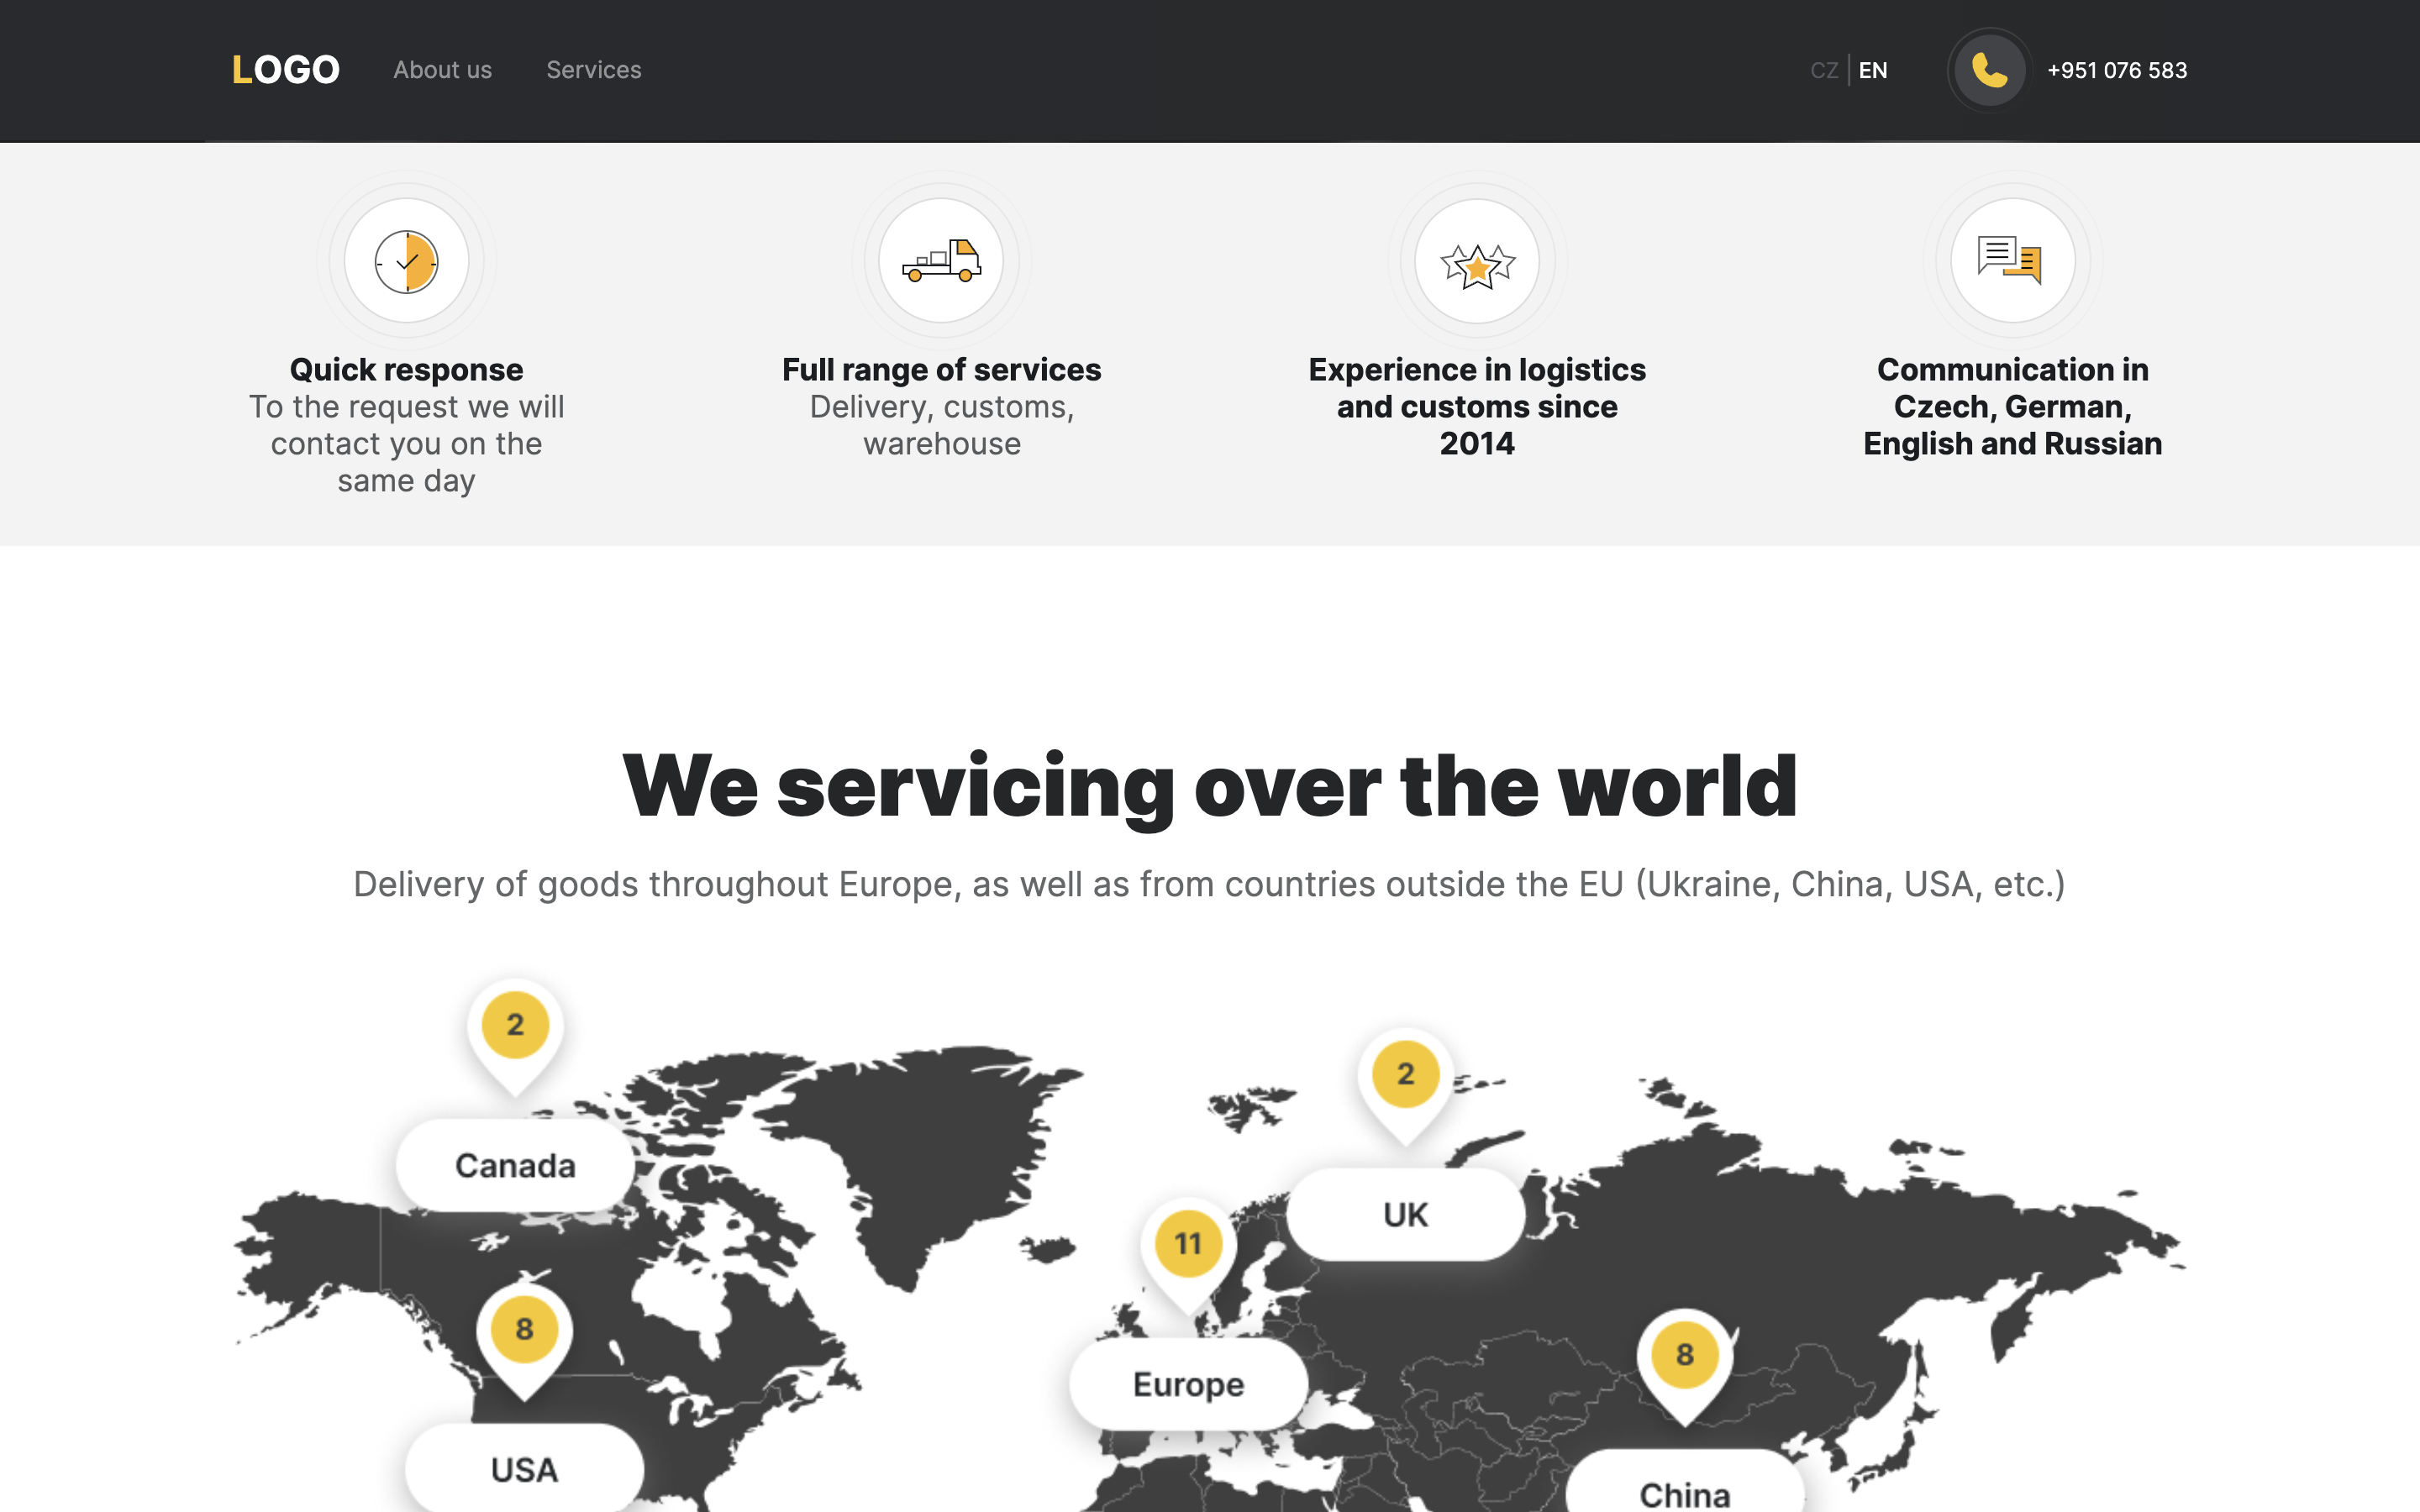 LOGO
About us
Services
CZ | EN
+951 076 583
Quick response
To the request we will
contact you on the
same day
Full range of services
Delivery, customs,
warehouse
Experience in logistics
and customs since
2014
Communication in
Czech, German,
English and Russian
We servicing over the world
Delivery of goods throughout Europe, as well as from countries outside the EU (Ukraine, China, USA, etc.)
2
Canada
2
UK
11
Europe
8
USA
8
China